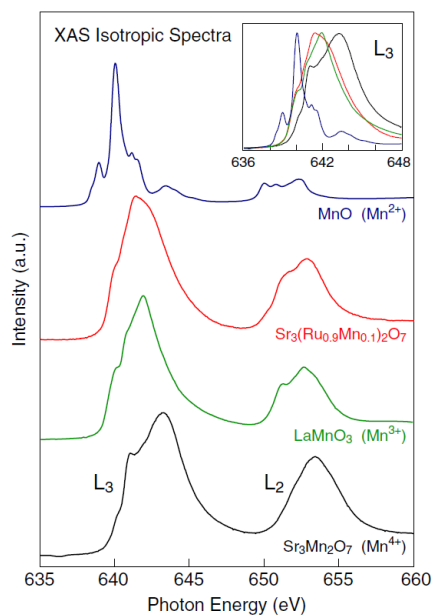 XAS Isotropic Spectra
L₃
636 642 648
MnO (Mn²⁺)
Sr₃(Ru₀.₉Mn₀.₁)₂O₇
LaMnO₃ (Mn³⁺)
L₃
L₂
Sr₃Mn₂O₇ (Mn⁴⁺)
635 640 645 650 655 660
Photon Energy (eV)
Intensity (a.u.)